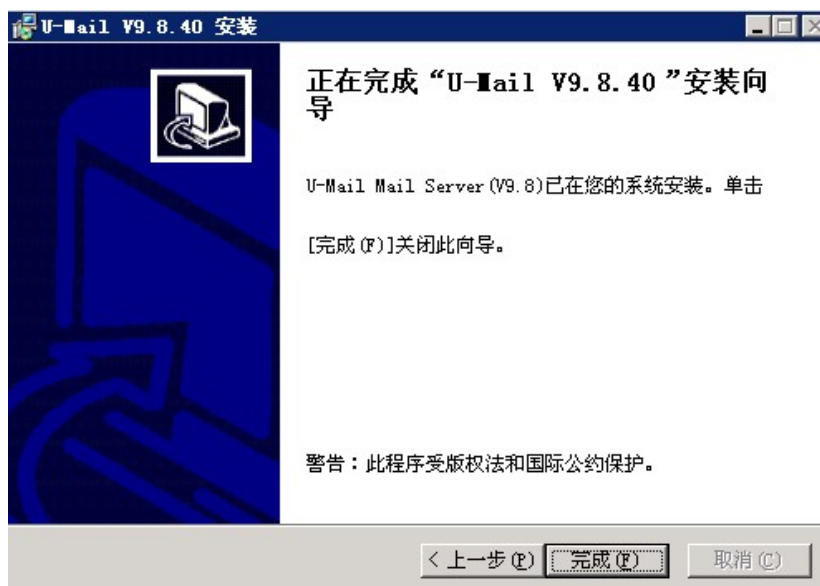 U-Mail V9.8.40 安装
正在完成“U-Mail V9.8.40 ”安装向
导
U-Mail Mail Server(V9.8)已在您的系统安装。单击
[完成(F)]关闭此向导。
警告：此程序受版权法和国际公约保护。
< 上一步(P)
完成(F)
取消(C)